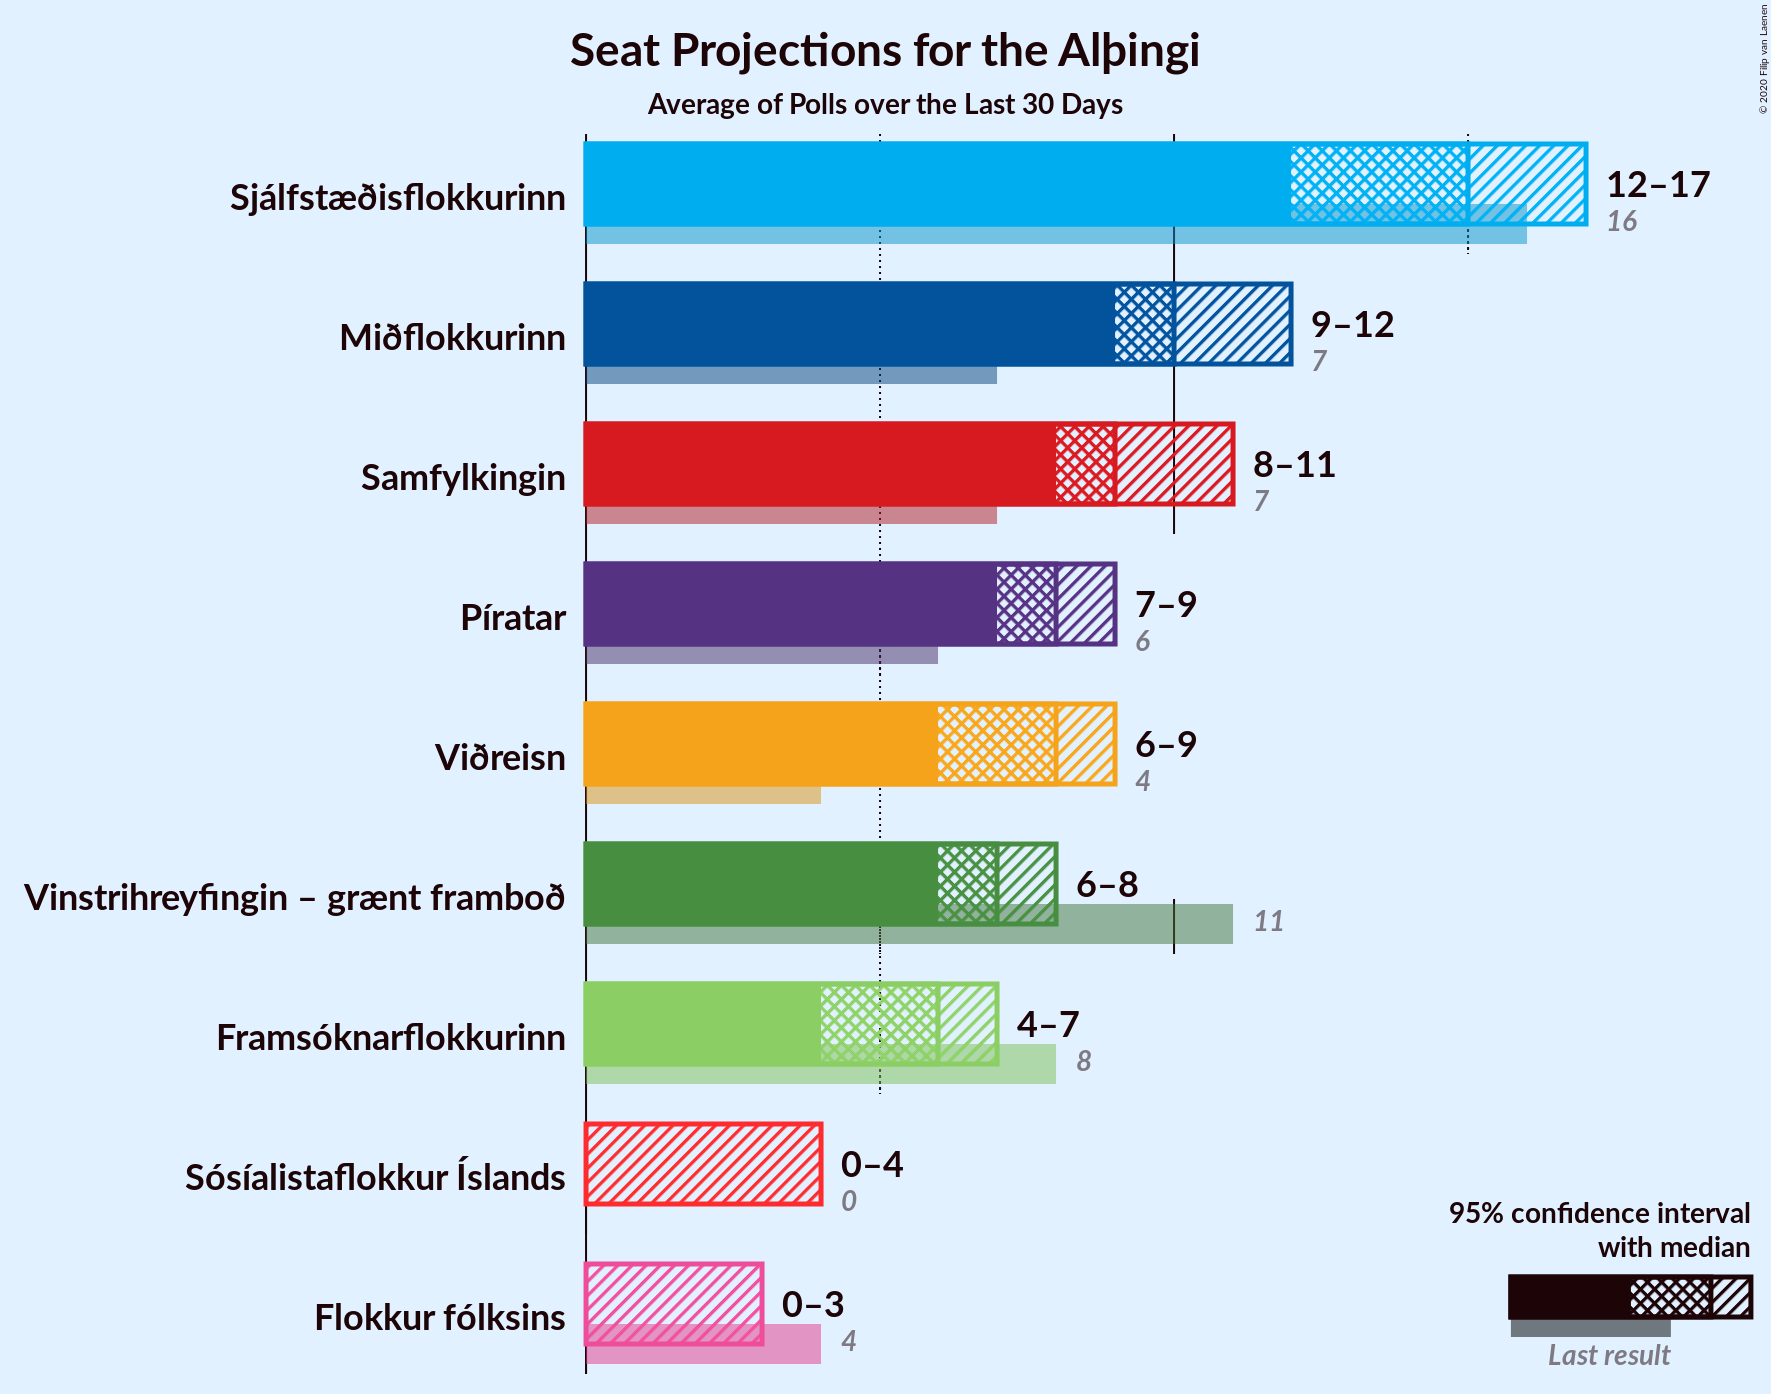 Seat Projections for the Alþingi
Average of Polls over the Last 30 Days
© 2020 Filip van Laenen
Sjálfstæðisflokkurinn
12–17
16
Miðflokkurinn
9–12
7
Samfylkingin
8–11
7
Píratar
7–9
6
Viðreisn
6–9
4
Vinstrihreyfingin – grænt framboð
6–8
11
Framsóknarflokkurinn
4–7
8
Sósíalistaflokkur Íslands
0–4
0
Flokkur fólksins
0–3
4
95% confidence interval
with median
Last result